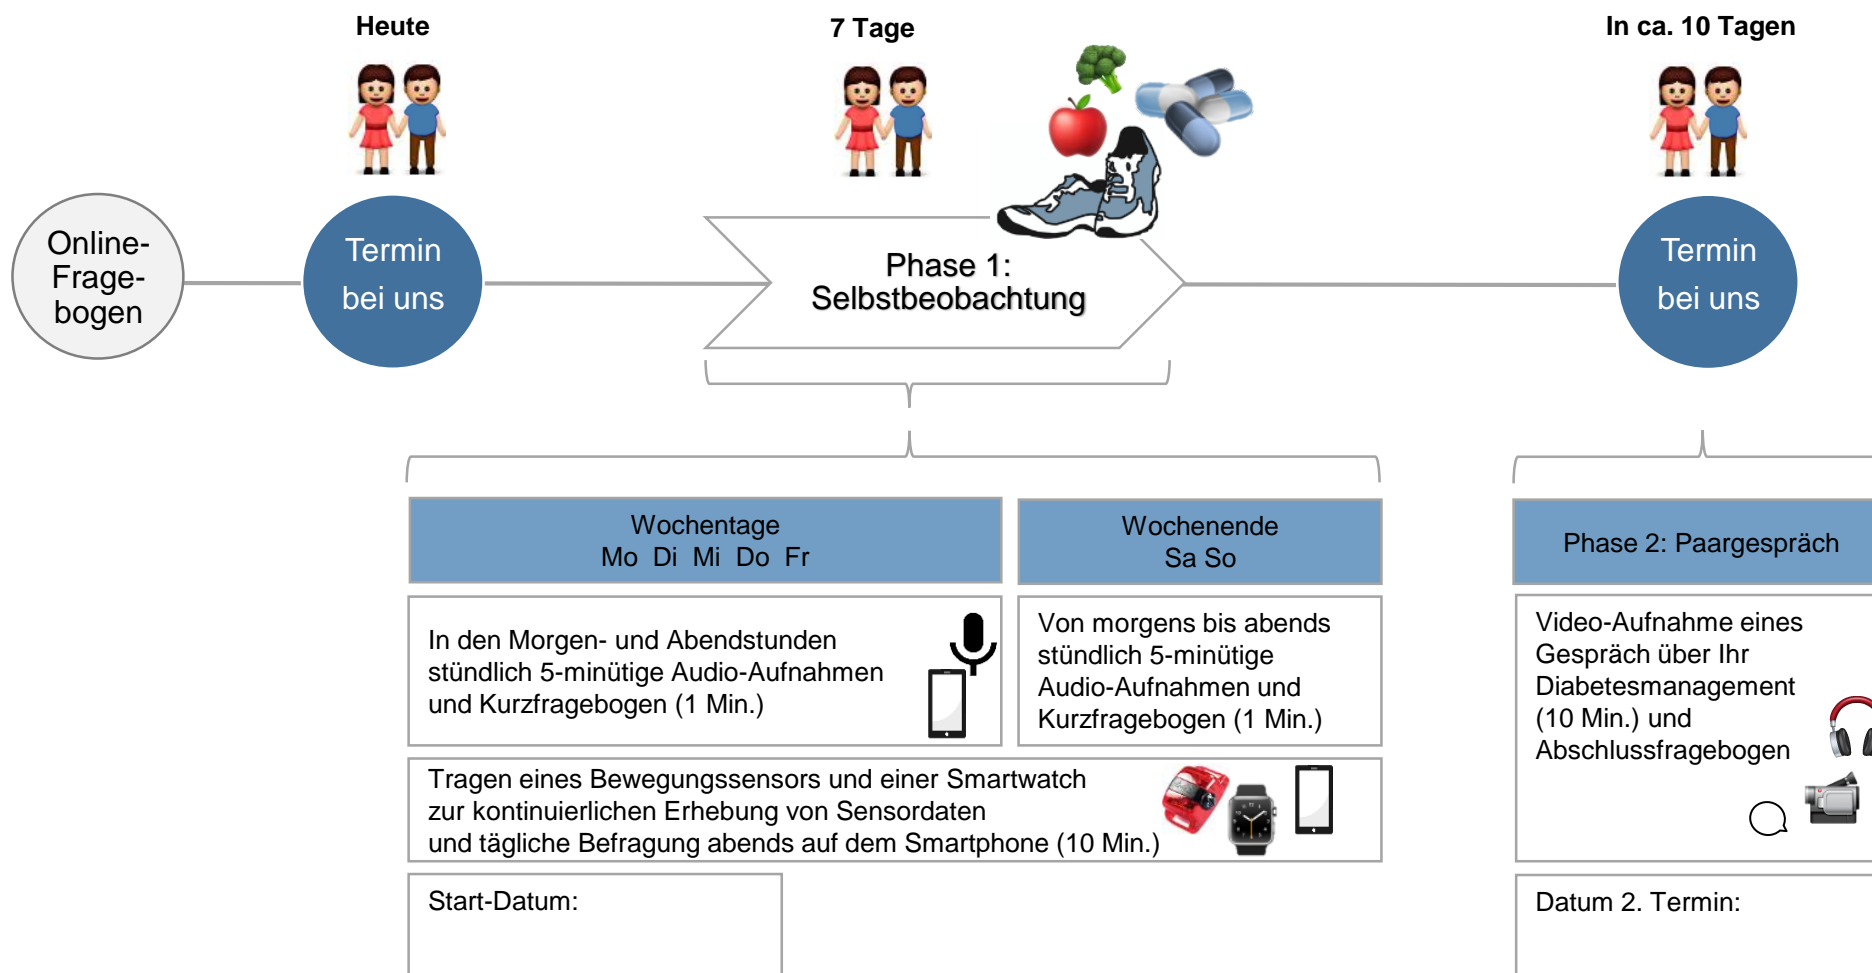 Heute
7 Tage
In ca. 10 Tagen
Online-
Frage-
bogen
Termin
bei uns
Phase 1:
Selbstbeobachtung
Termin
bei uns
Wochentage
Mo Di Mi Do Fr
Wochenende
Sa So
Phase 2: Paargespräch
In den Morgen- und Abendstunden
stündlich 5-minütige Audio-Aufnahmen
und Kurzfragebogen (1 Min.)
Von morgens bis abends
stündlich 5-minütige
Audio-Aufnahmen und
Kurzfragebogen (1 Min.)
Video-Aufnahme eines
Gespräch über Ihr
Diabetesmanagement
(10 Min.) und
Abschlussfragebogen
Tragen eines Bewegungssensors und einer Smartwatch
zur kontinuierlichen Erhebung von Sensordaten
und tägliche Befragung abends auf dem Smartphone (10 Min.)
Start-Datum:
Datum 2. Termin: